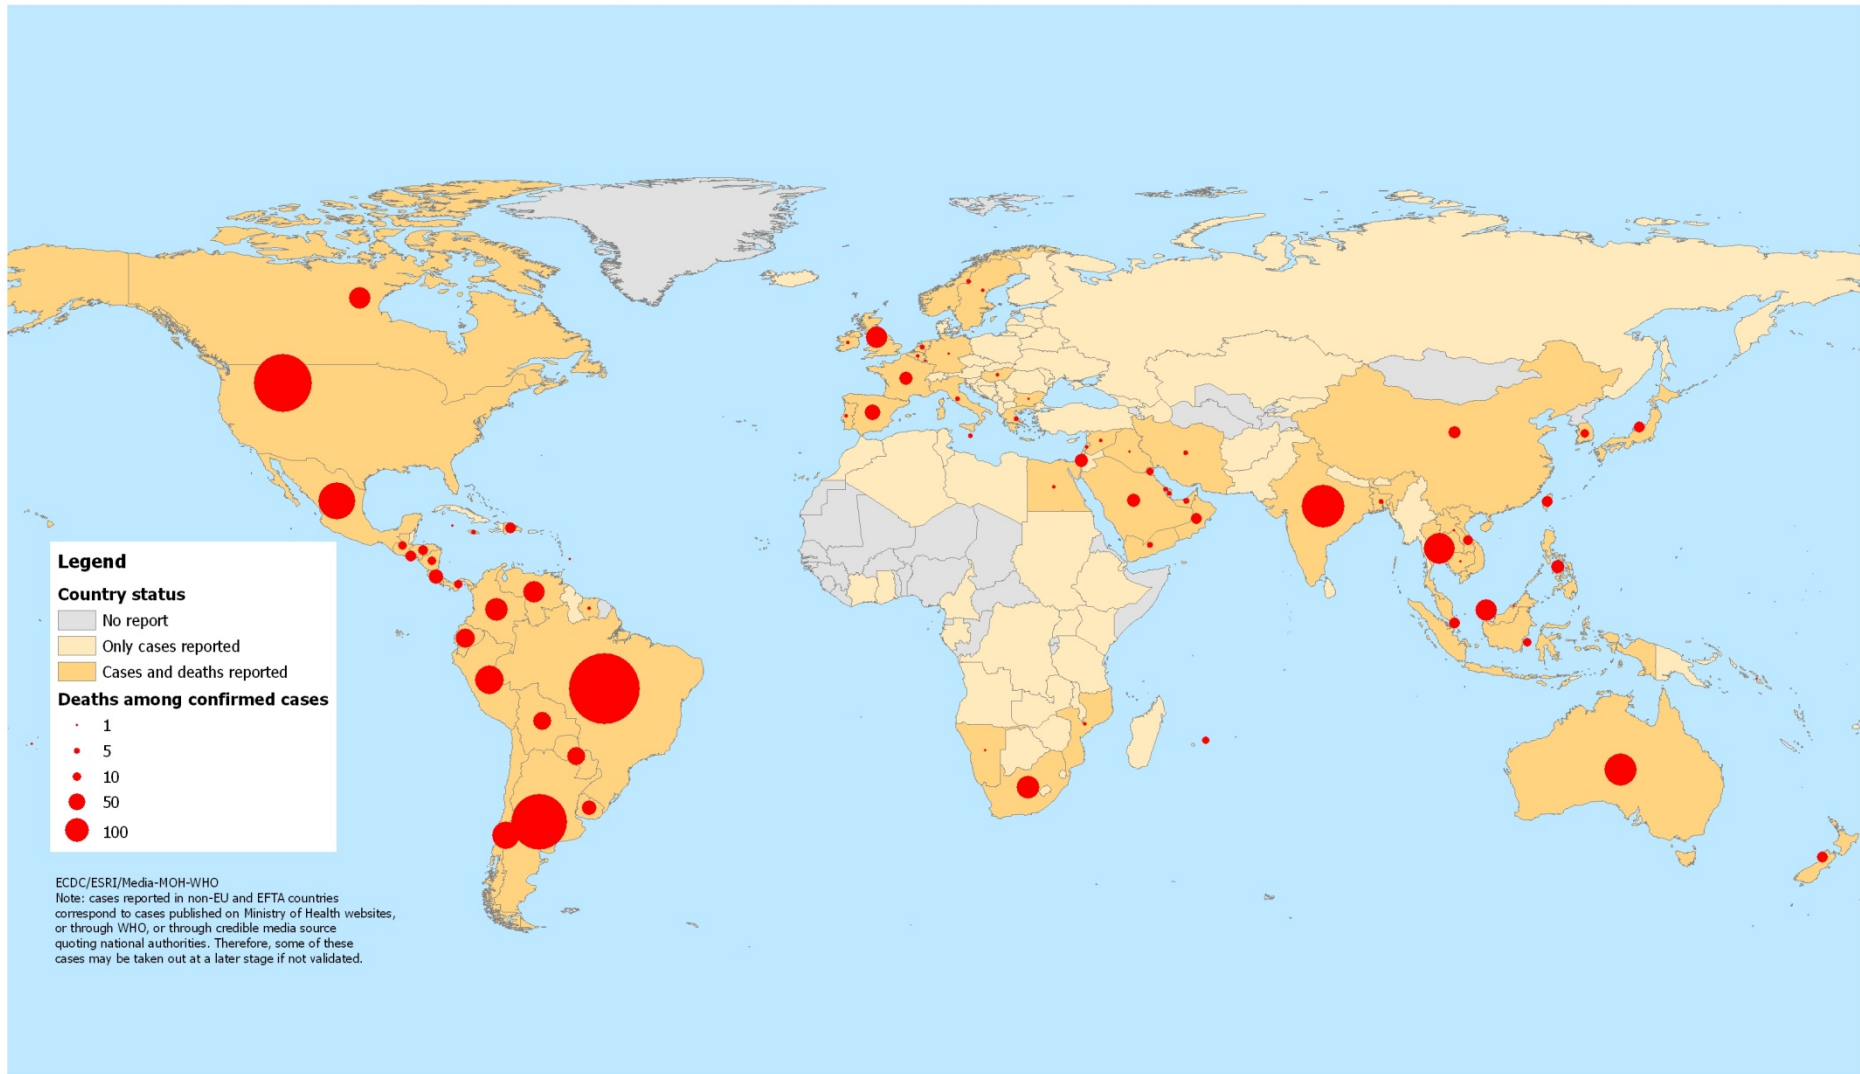 Legend
Country status
No report
Only cases reported
Cases and deaths reported
Deaths among confirmed cases
1
5
10
50
100
ECDC/ESRI/Media-MOH-WHO
Note: cases reported in non-EU and EFTA countries
correspond to cases published on Ministry of Health websites,
or through WHO, or through credible media source
quoting national authorities. Therefore, some of these
cases may be taken out at a later stage if not validated.